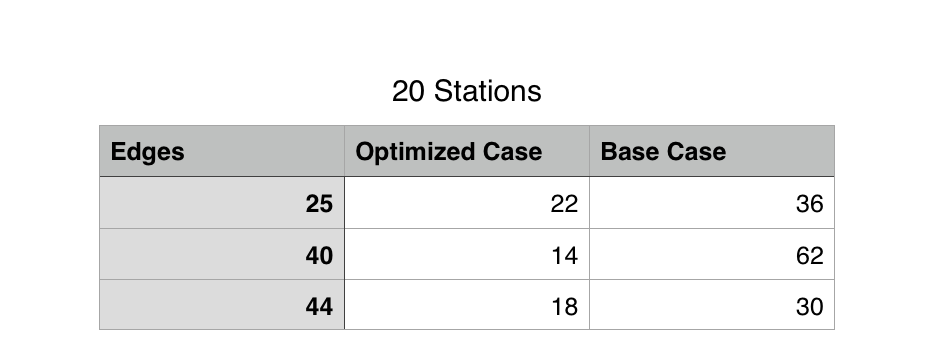 20 Stations
Edges Optimized Case Base Case
25 22 36
40 14 62
44 18 30